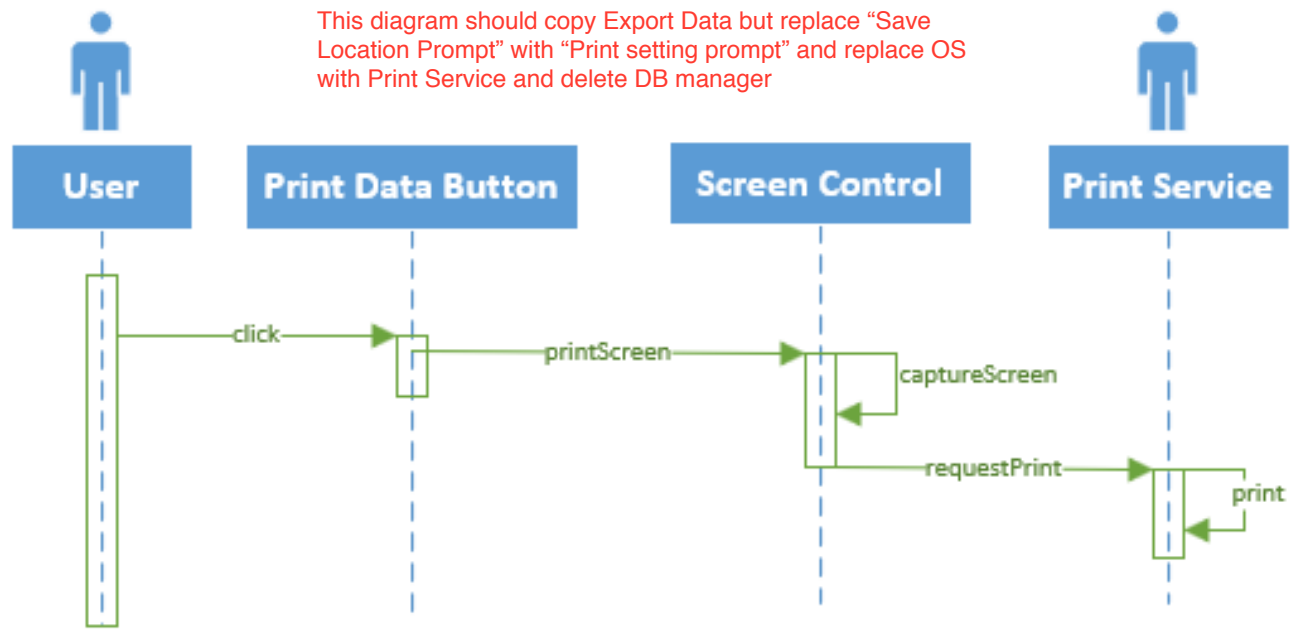 This diagram should copy Export Data but replace “Save
Location Prompt” with “Print setting prompt” and replace OS
with Print Service and delete DB manager
User
Print Data Button
Screen Control
Print Service
click
printScreen
captureScreen
requestPrint
print